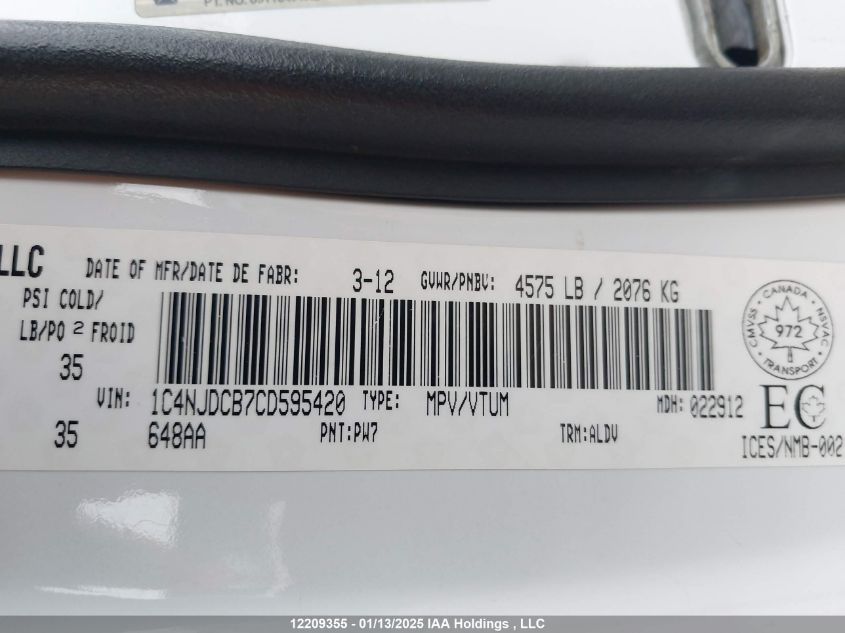 PT. NO.
LLC DATE OF MFR/DATE DE FABR: 3-12 GVWR/PNBV: 4575 LB / 2076 KG
PSI COLD/
LB/PO 2 FROID
35
CANADA
CMVSS 972 NSVAC
TRANSPORT
VIN: 1C4NJDCB7CD595420 TYPE: MPV/VTUM MDH: 022912 EC
35 648AA PNT:PW7 TRM:ALDV ICES/NMB-002
12209355 - 01/13/2025 IAA Holdings , LLC